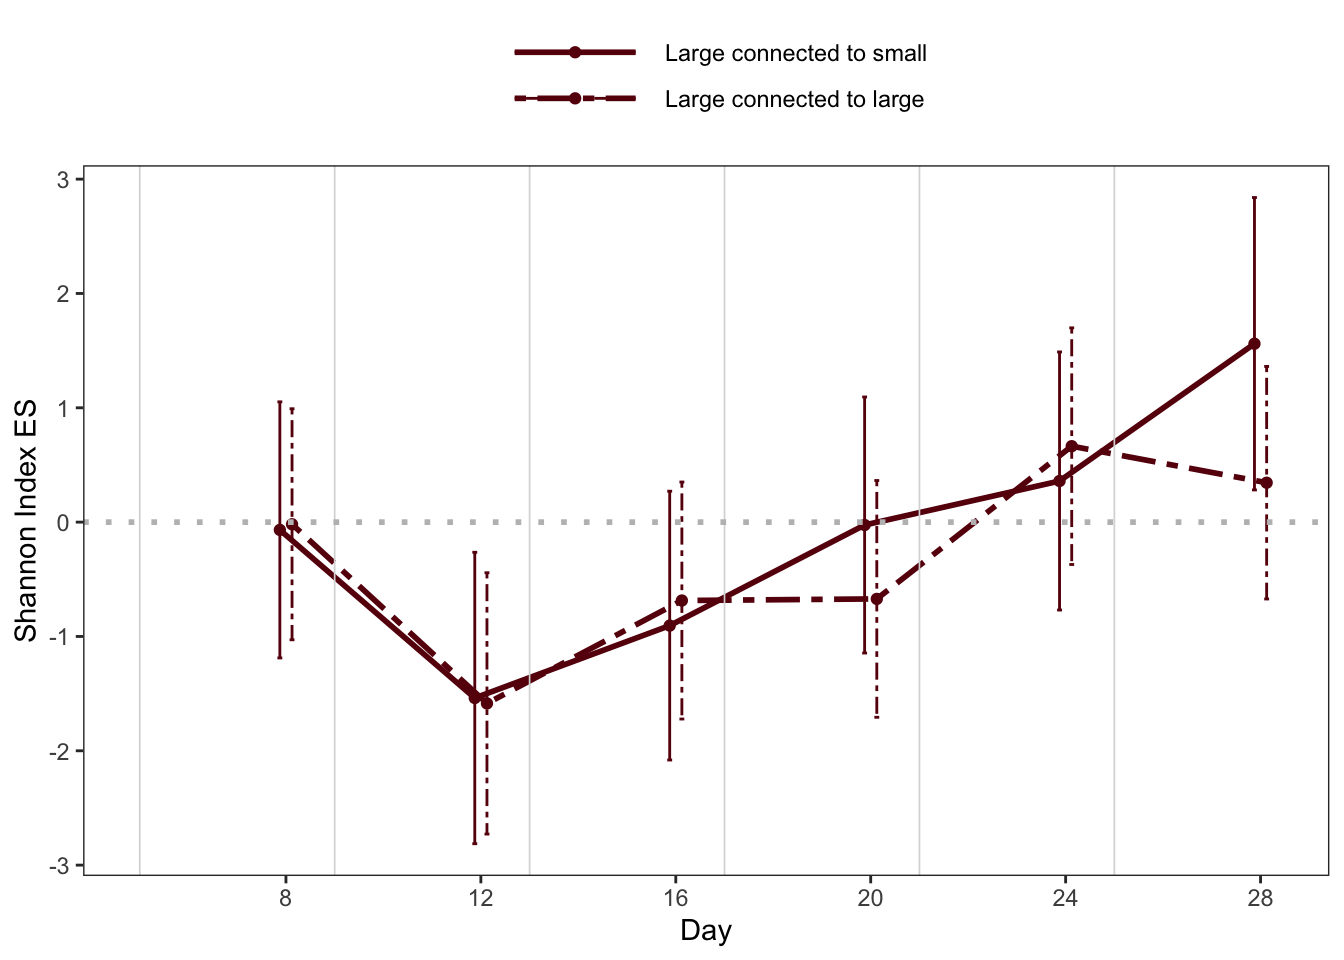 Large connected to small
Large connected to large
3
2
1
0
-1
-2
-3
Shannon Index ES
8 12 16 20 24 28
Day